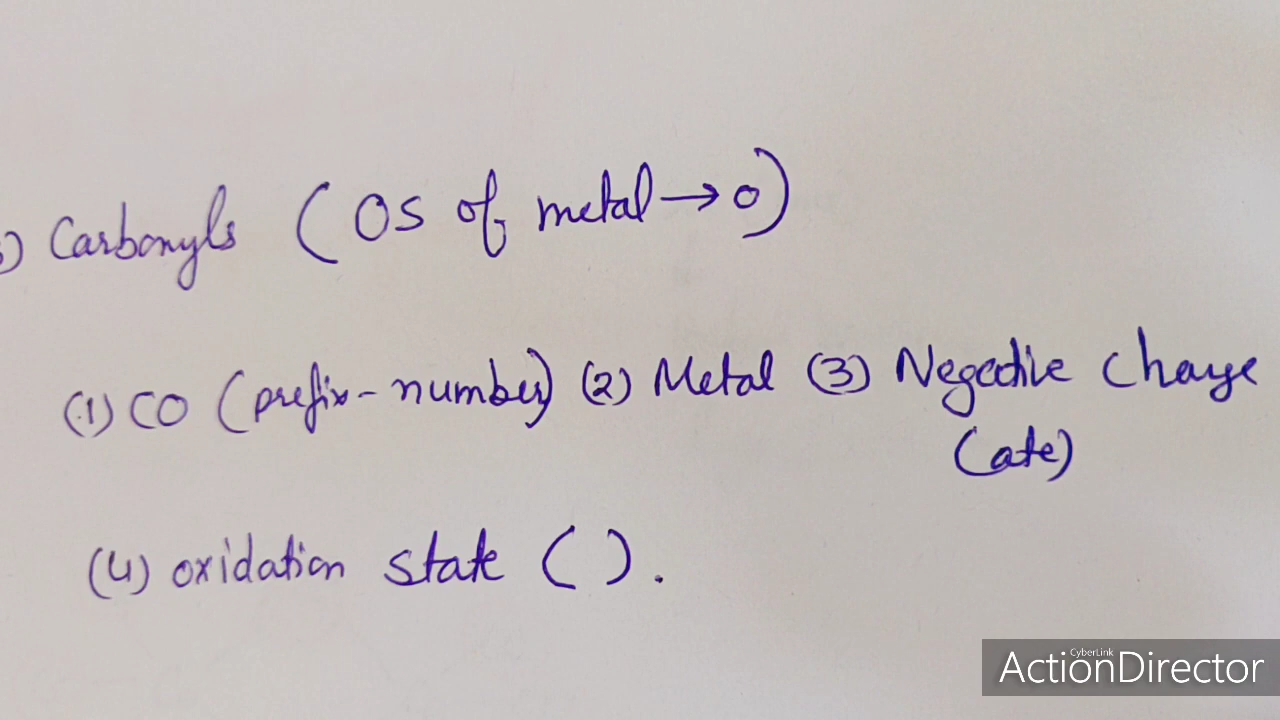 ) Carbonyls ( OS of metal → 0)
(1) CO (prefix - number) (2) Metal (3) Negative charge
(ate)
(4) oxidation state ( ).
CyberLink
ActionDirector